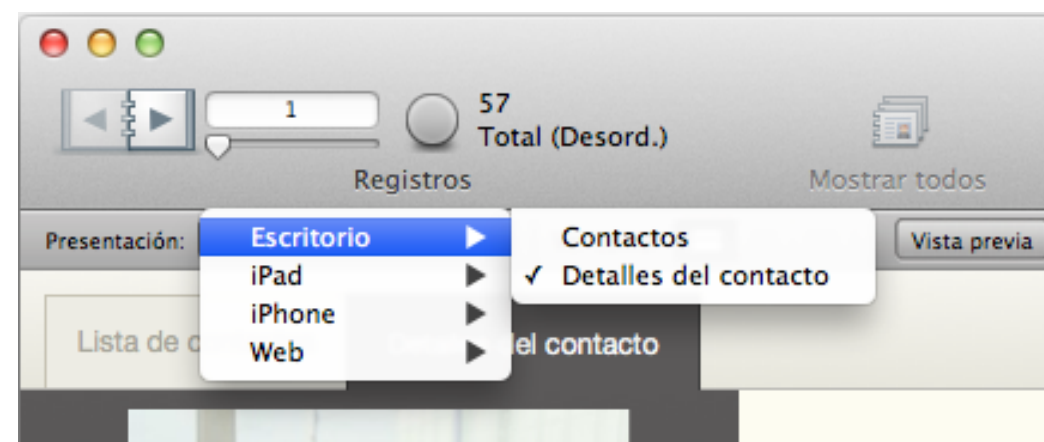 1
57
Total (Desord.)
Registros
Mostrar todos
Presentación:
Escritorio
iPad
iPhone
Web
Contactos
✓ Detalles del contacto
Vista previa
Lista de
del contacto